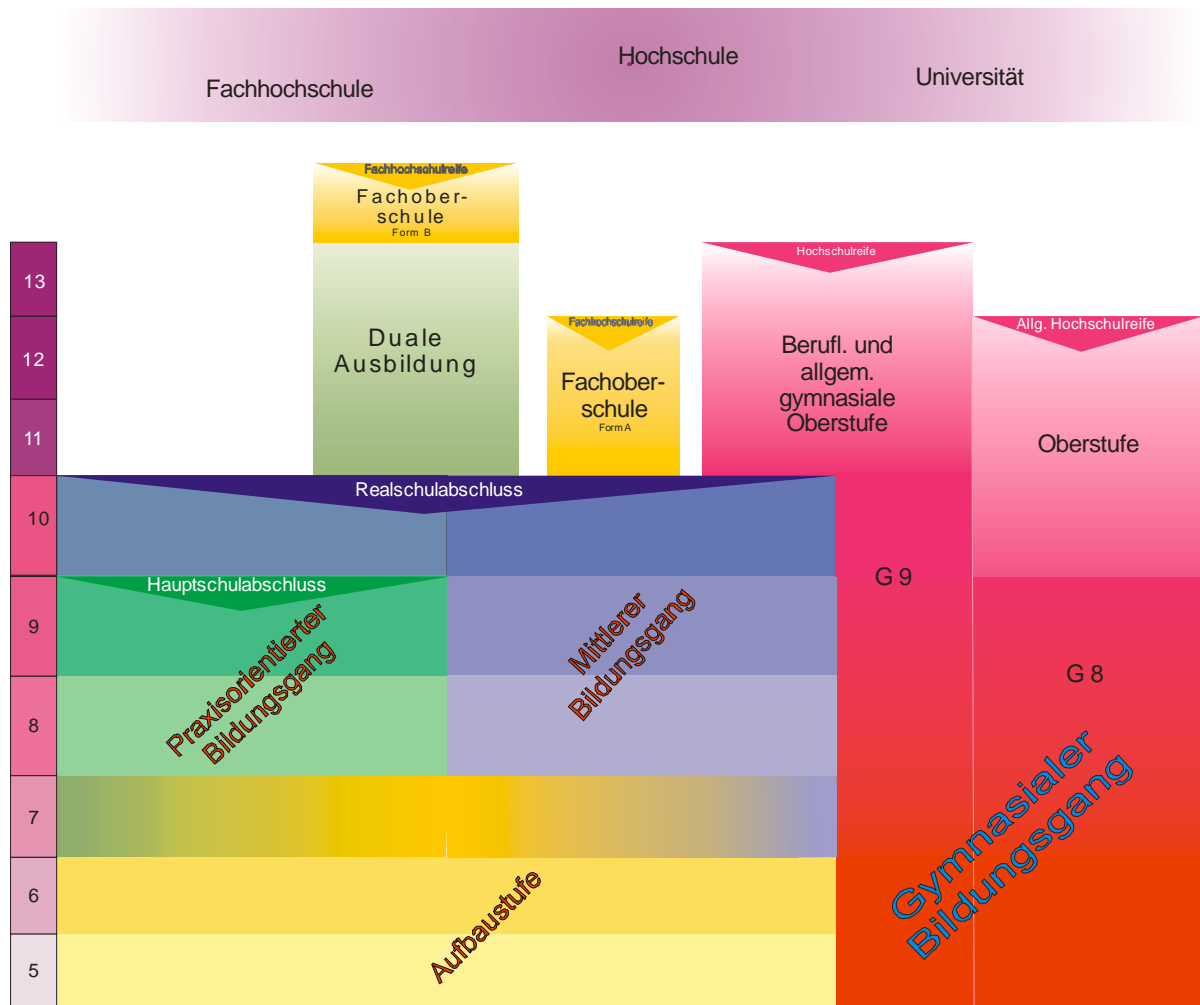 Hochschule
Fachhochschule
Universität
Fachhochschulreife
Fachober-
schule
Form B
13
Hochschulreife
12
Duale
Ausbildung
Fachhochschulreife
Fachober-
schule
Form A
Berufl. und
allgem.
gymnasiale
Oberstufe
Allg. Hochschulreife
11
Oberstufe
10
Realschulabschluss
G 9
9
Hauptschulabschluss
Praxisorientierter
Bildungsgang
Mittlerer
Bildungsgang
G 8
8
7
Gymnasialer
Bildungsgang
6
Aufbaustufe
5